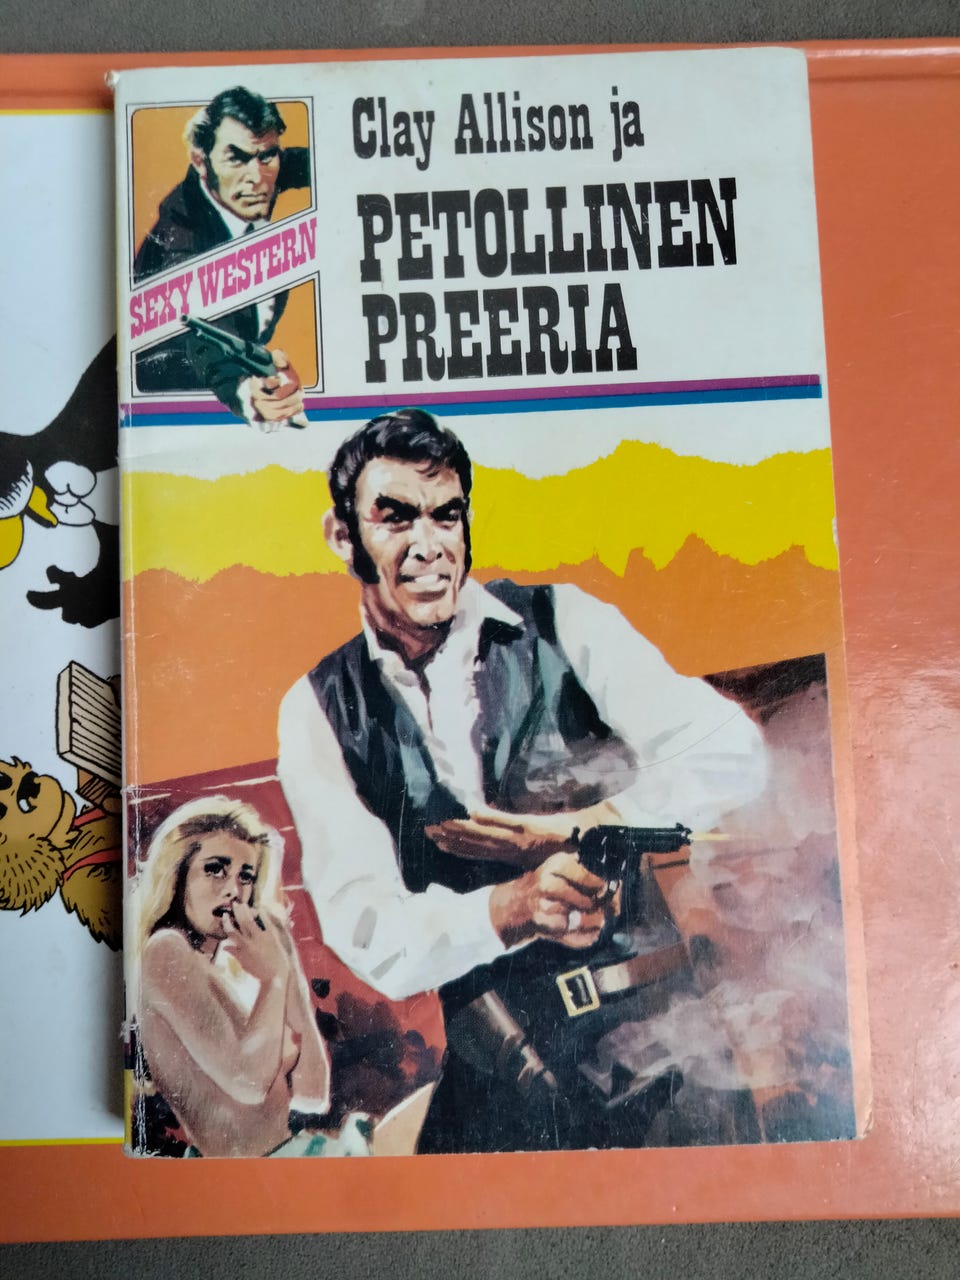 Clay Allison ja
PETOLLINEN
PREERIA
SEXY WESTERN